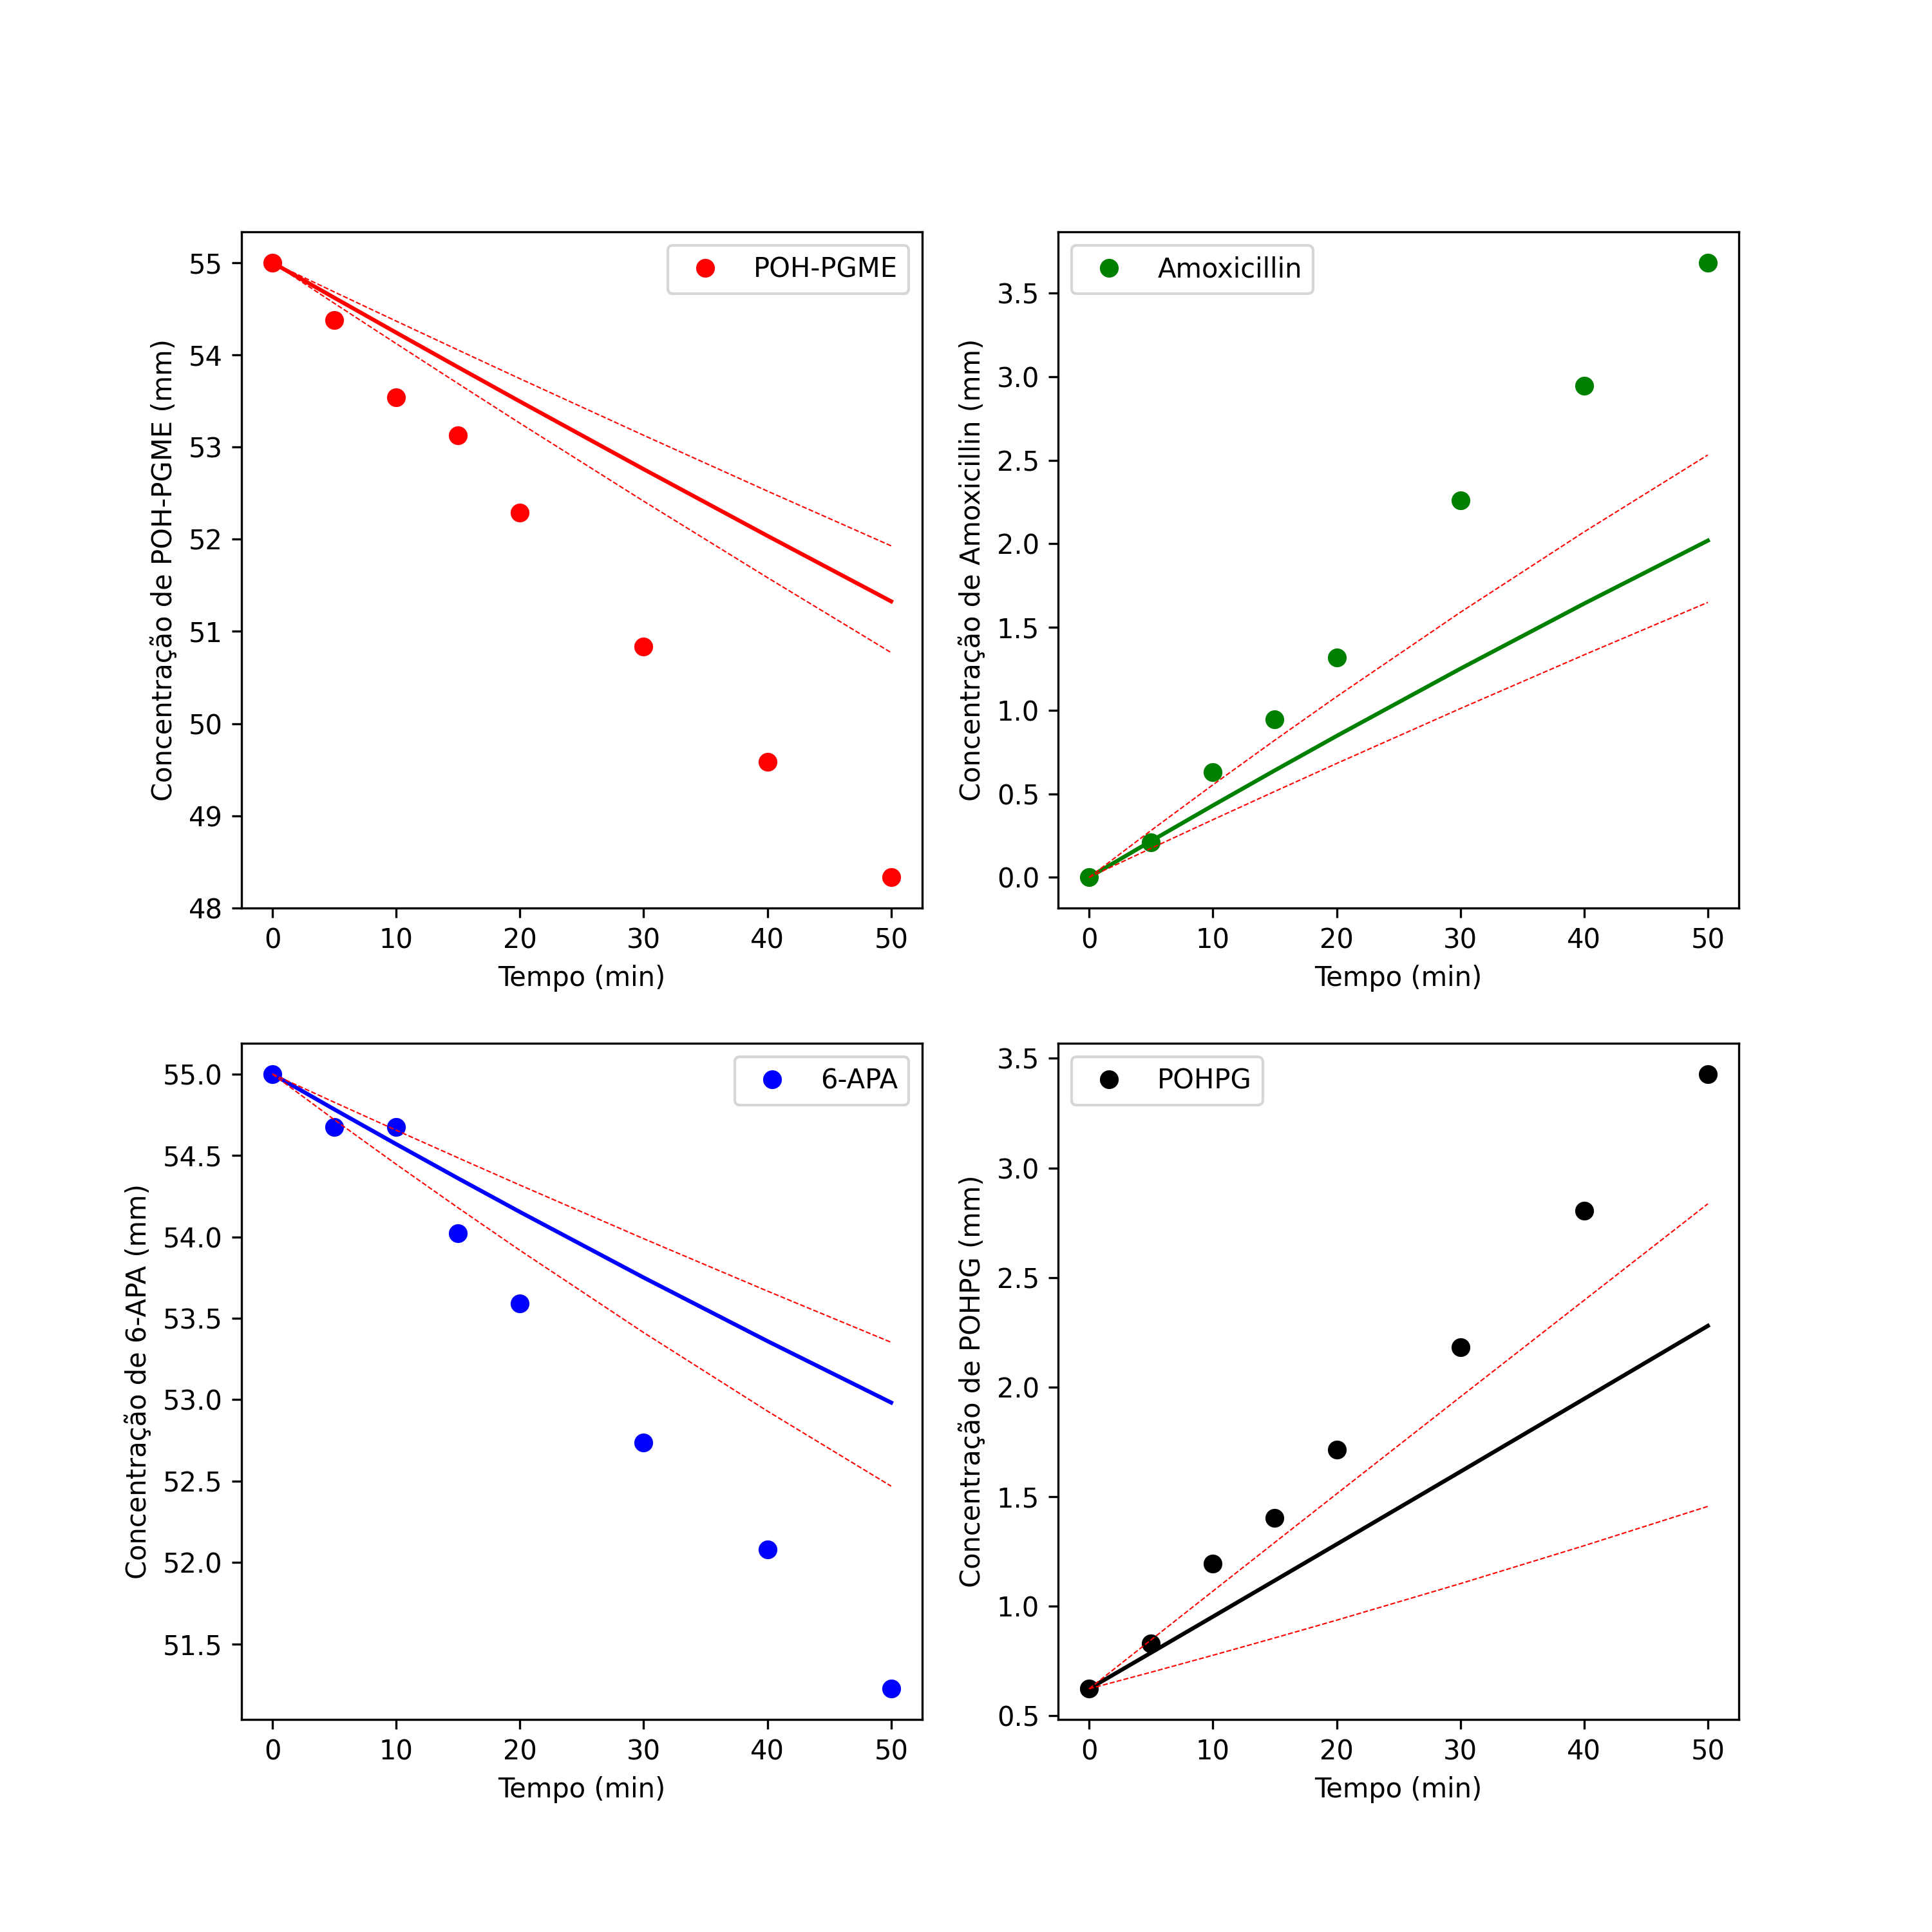 POH-PGME
Concentração de POH-PGME (mm)
55
54
53
52
51
50
49
48
0 10 20 30 40 50
Tempo (min)
Amoxicillin
Concentração de Amoxicillin (mm)
3.5
3.0
2.5
2.0
1.5
1.0
0.5
0.0
0 10 20 30 40 50
Tempo (min)
6-APA
Concentração de 6-APA (mm)
55.0
54.5
54.0
53.5
53.0
52.5
52.0
51.5
0 10 20 30 40 50
Tempo (min)
POHPG
Concentração de POHPG (mm)
3.5
3.0
2.5
2.0
1.5
1.0
0.5
0 10 20 30 40 50
Tempo (min)